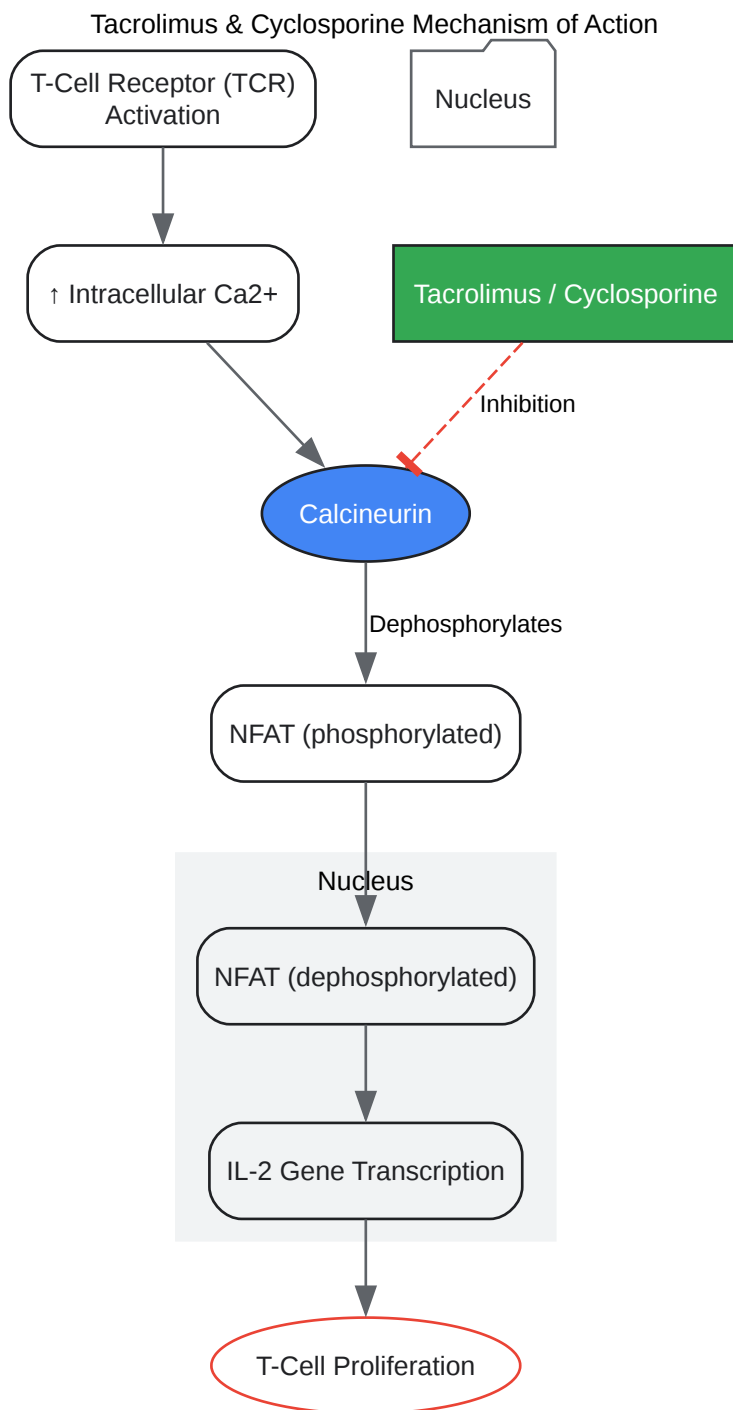 Tacrolimus & Cyclosporine Mechanism of Action
T-Cell Receptor (TCR)
Activation
Nucleus
↑ Intracellular Ca2+
Tacrolimus / Cyclosporine
Inhibition
Calcineurin
Dephosphorylates
NFAT (phosphorylated)
Nucleus
NFAT (dephosphorylated)
IL-2 Gene Transcription
T-Cell Proliferation